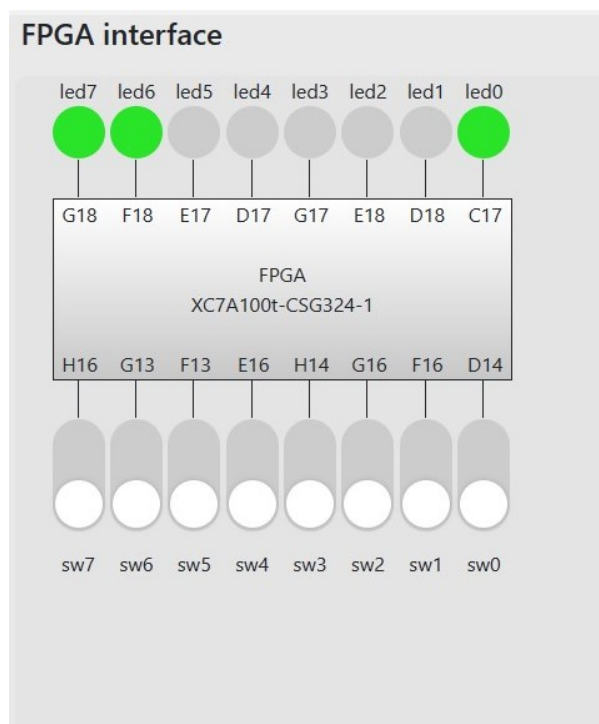 FPGA interface
led7 led6 led5 led4 led3 led2 led1 led0
G18 F18 E17 D17 G17 E18 D18 C17
FPGA
XC7A100t-CSG324-1
H16 G13 F13 E16 H14 G16 F16 D14
sw7 sw6 sw5 sw4 sw3 sw2 sw1 sw0